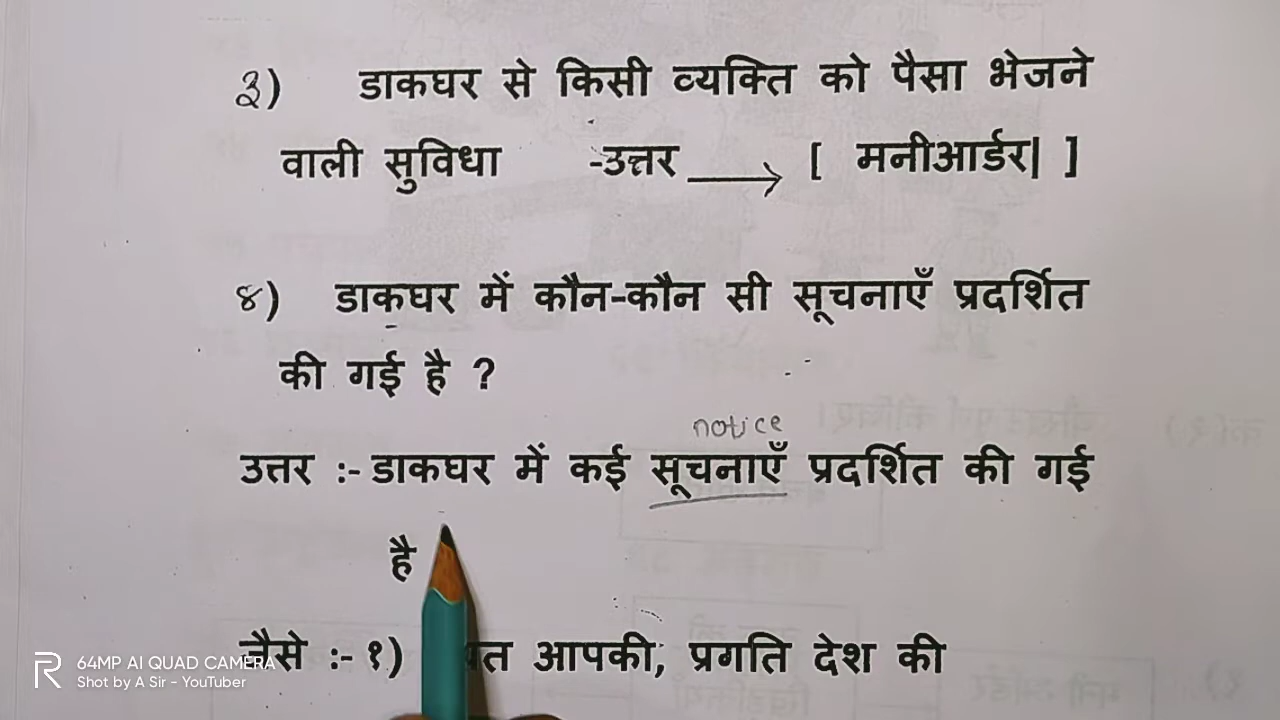 ३) डाकघर से किसी व्यक्ति को पैसा भेजने
वाली सुविधा -उत्तर → [ मनीआर्डर| ]
४) डाकघर में कौन-कौन सी सूचनाएँ प्रदर्शित
की गई है ?
notice
उत्तर :- डाकघर में कई सूचनाएँ प्रदर्शित की गई
है
जैसे :- १) आपकी, प्रगति देश की
64MP AI QUAD CAMERA
Shot by A Sir - YouTuber